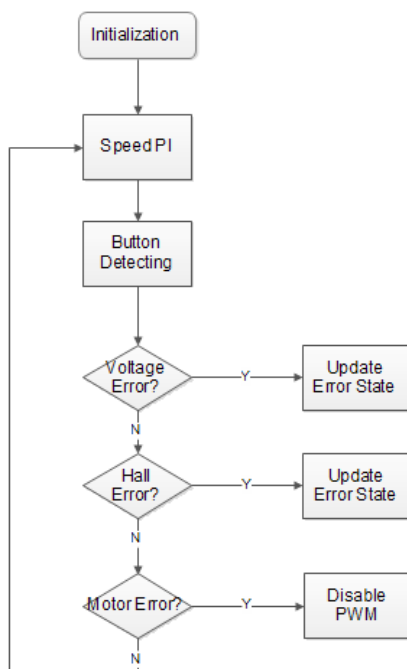 Initialization
Speed PI
Button
Detecting
Voltage
Error?
Y
Update
Error State
N
Hall
Error?
Y
Update
Error State
N
Motor Error?
Y
Disable
PWM
N